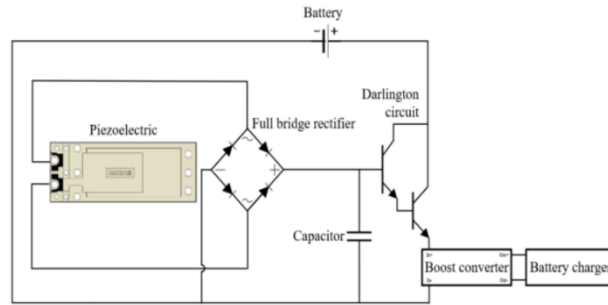 Battery
− +
Darlington
circuit
Full bridge rectifier
Piezoelectric
− +
Capacitor
Boost converter
Battery charger